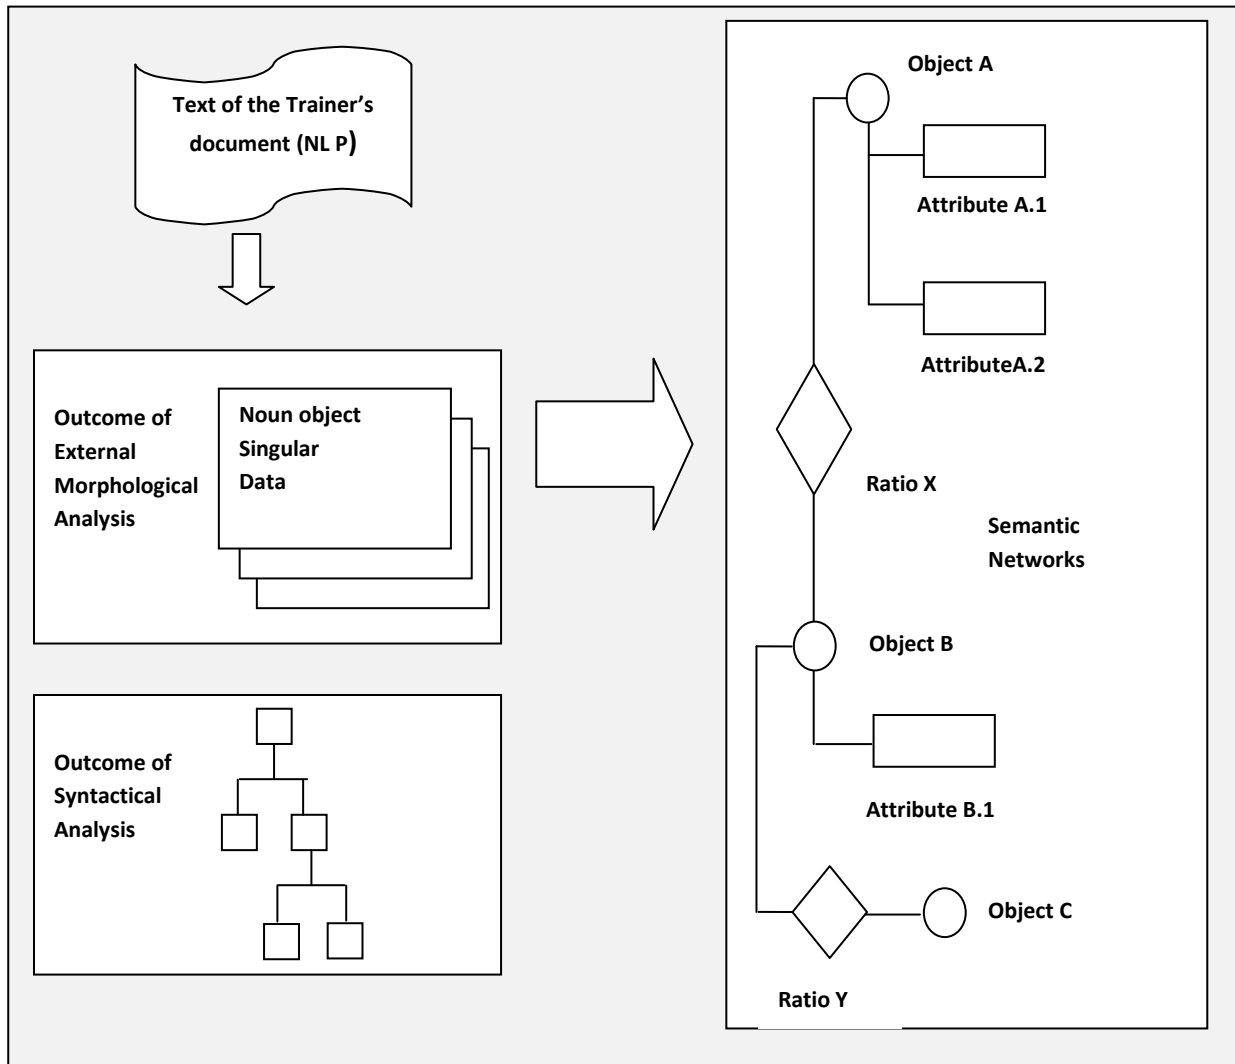 Text of the Trainer’s
document (NL P)
Outcome of
External
Morphological
Analysis
Noun object
Singular
Data
Outcome of
Syntactical
Analysis
Object A
Attribute A.1
AttributeA.2
Ratio X
Semantic
Networks
Object B
Attribute B.1
Object C
Ratio Y